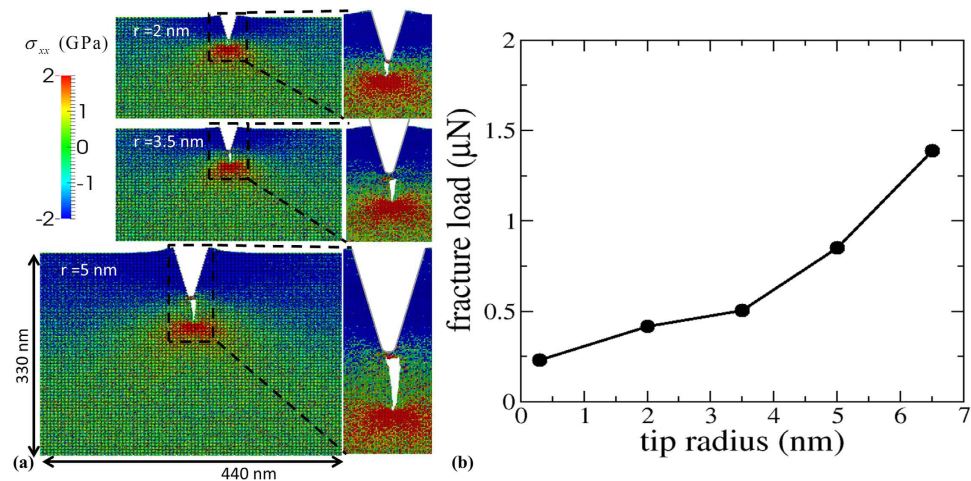 σxx (GPa)
2
1
0
-1
-2
r =2 nm
r =3.5 nm
r =5 nm
330 nm
440 nm
(a)
fracture load (μN)
2
1.5
1
0.5
0
0 1 2 3 4 5 6 7
tip radius (nm)
(b)